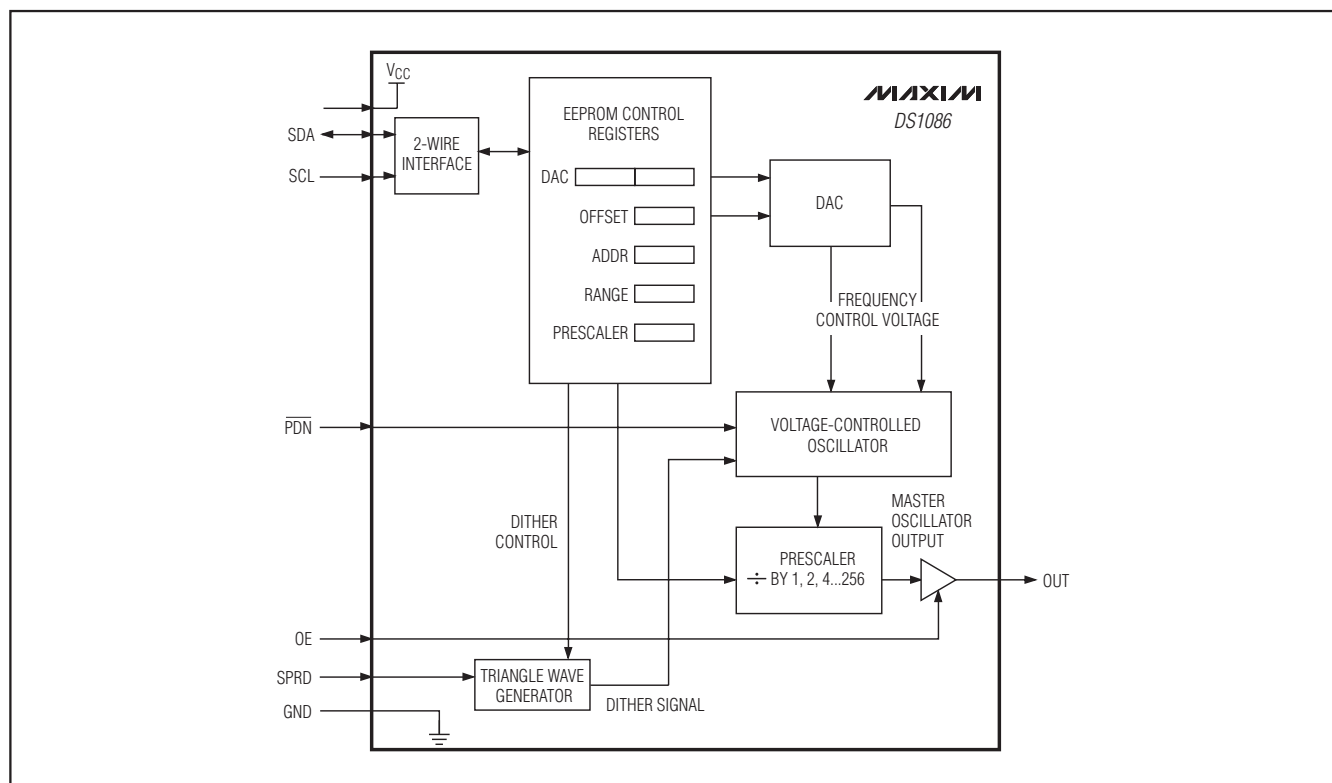 VCC
MAXIM
DS1086
EEPROM CONTROL
REGISTERS
SDA
2-WIRE
INTERFACE
SCL
DAC
DAC
OFFSET
ADDR
RANGE
FREQUENCY
CONTROL VOLTAGE
PRESCALER
PDN
VOLTAGE-CONTROLLED
OSCILLATOR
MASTER
OSCILLATOR
OUTPUT
DITHER
CONTROL
PRESCALER
÷ BY 1, 2, 4...256
OUT
OE
SPRD
TRIANGLE WAVE
GENERATOR
DITHER SIGNAL
GND